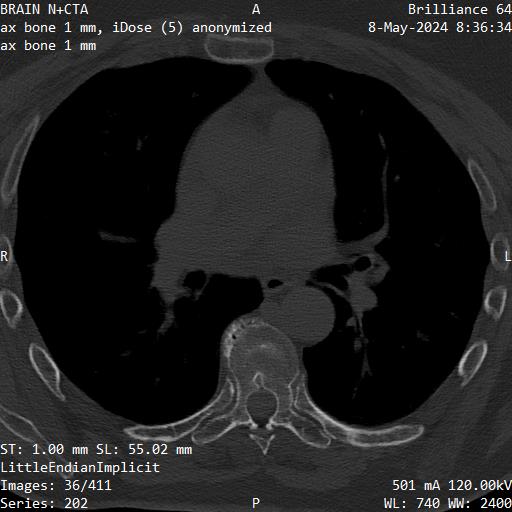 BRAIN N+CTA A Brilliance 64
ax bone 1 mm, iDose (5) anonymized 8-May-2024 8:36:34
ax bone 1 mm
R L
ST: 1.00 mm SL: 55.02 mm
LittleEndianImplicit
Images: 36/411 501 mA 120.00kV
Series: 202 P WL: 740 WW: 2400